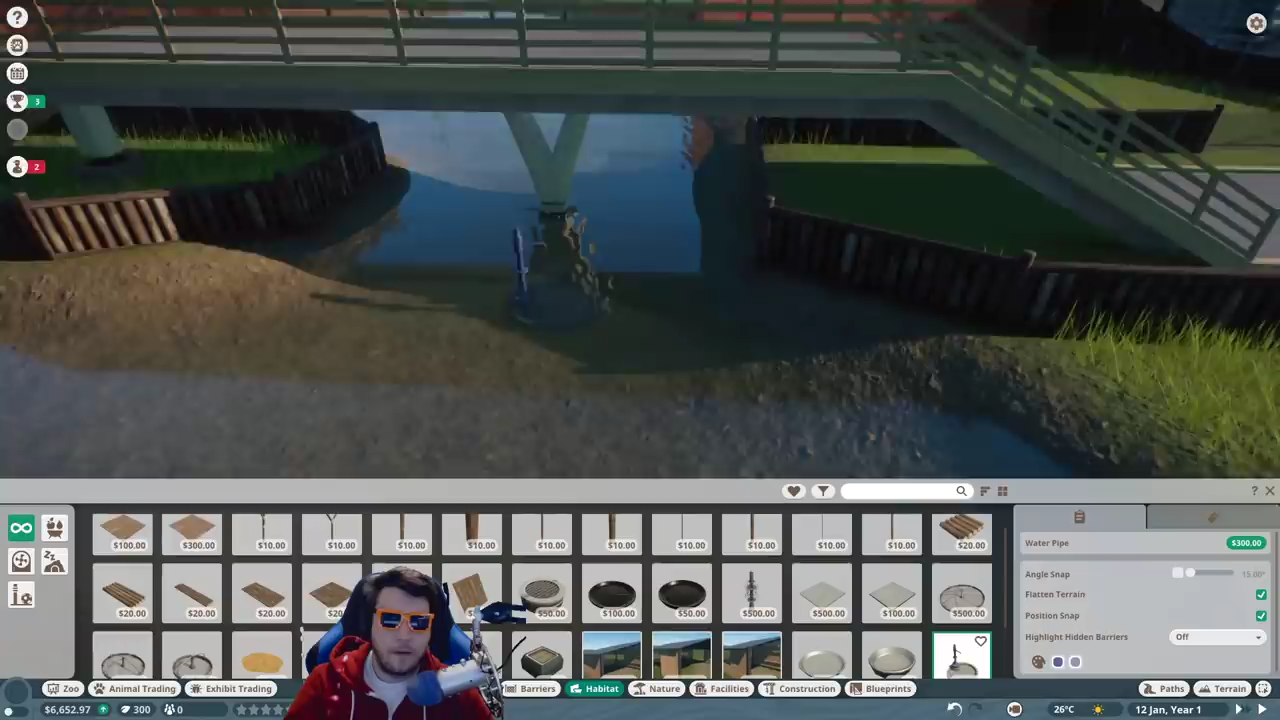 ?
3
2
?
$100.00 $300.00 $10.00 $10.00 $10.00 $10.00 $10.00 $10.00 $10.00 $10.00 $10.00 $10.00 $20.00
$20.00 $20.00 $20.00 $50.00 $100.00 $50.00 $500.00 $500.00 $100.00 $500.00
Water Pipe $300.00
Angle Snap 15.00°
Flatten Terrain
Position Snap
Highlight Hidden Barriers Off
Zoo Animal Trading Exhibit Trading Barriers Habitat Nature Facilities Construction Blueprints Paths Terrain
$6,652.97 300 0 26°C 12 Jan, Year 1